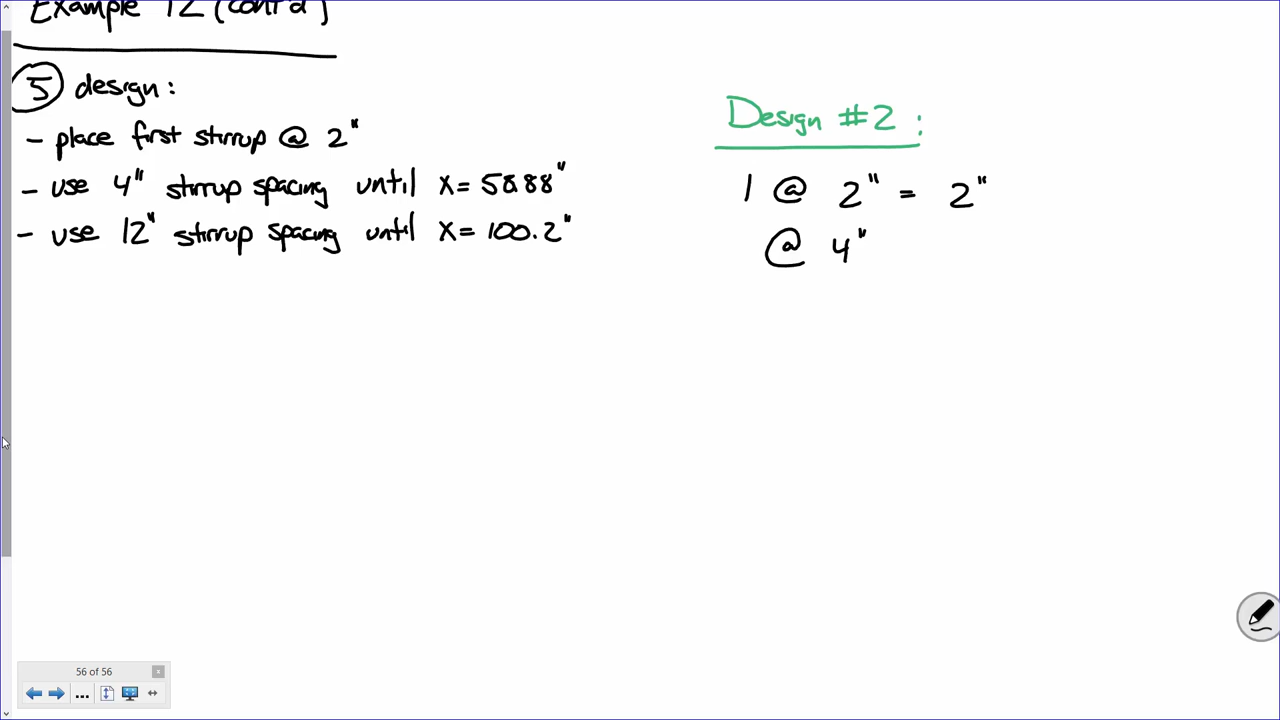 Example 12 (cont'd)
5 design:
- place first stirrup @ 2"
- use 4" stirrup spacing until x= 58.88"
- use 12" stirrup spacing until x= 100.2"
Design #2:
1 @ 2" = 2"
@ 4"
56 of 56